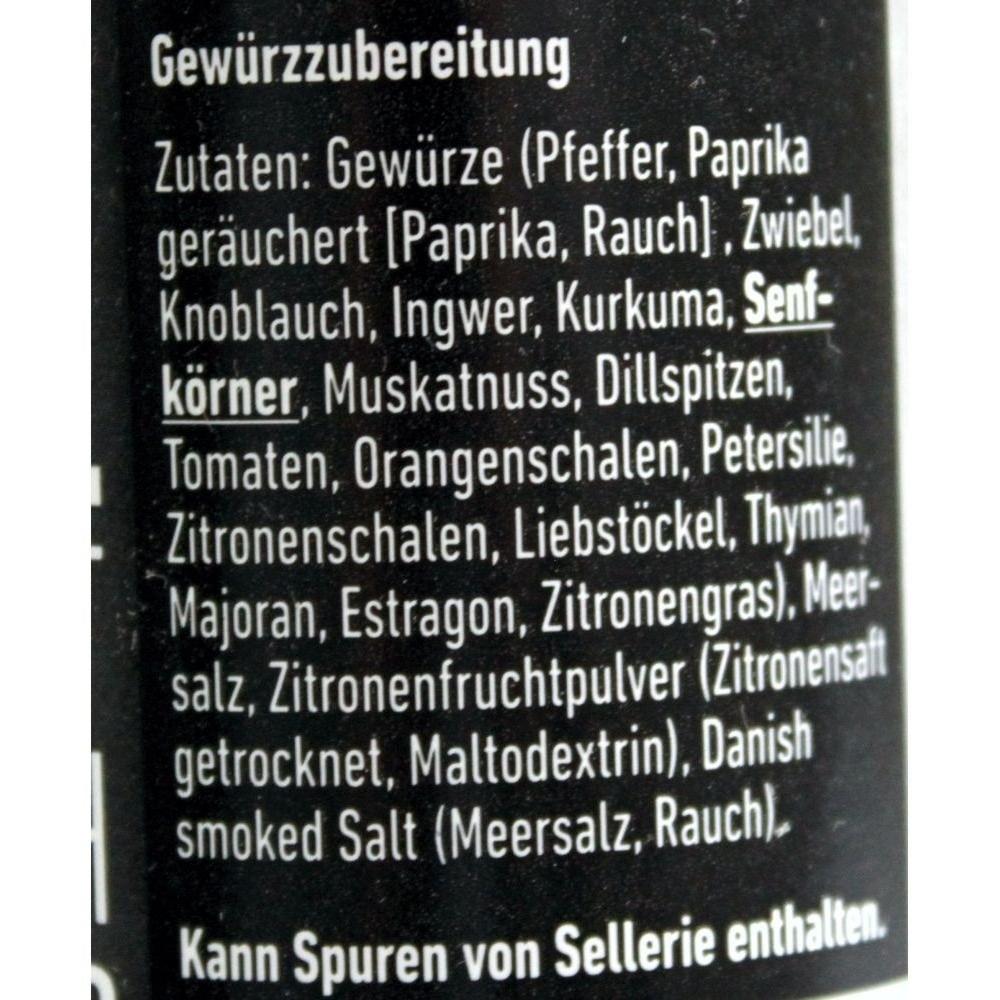 Gewürzzubereitung
Zutaten: Gewürze (Pfeffer, Paprika
geräuchert [Paprika, Rauch] , Zwiebel,
Knoblauch, Ingwer, Kurkuma, Senf-
körner, Muskatnuss, Dillspitzen,
Tomaten, Orangenschalen, Petersilie,
Zitronenschalen, Liebstöckel, Thymian,
Majoran, Estragon, Zitronengras), Meer-
salz, Zitronenfruchtpulver (Zitronensaft
getrocknet, Maltodextrin), Danish
smoked Salt (Meersalz, Rauch).
Kann Spuren von Sellerie enthalten.